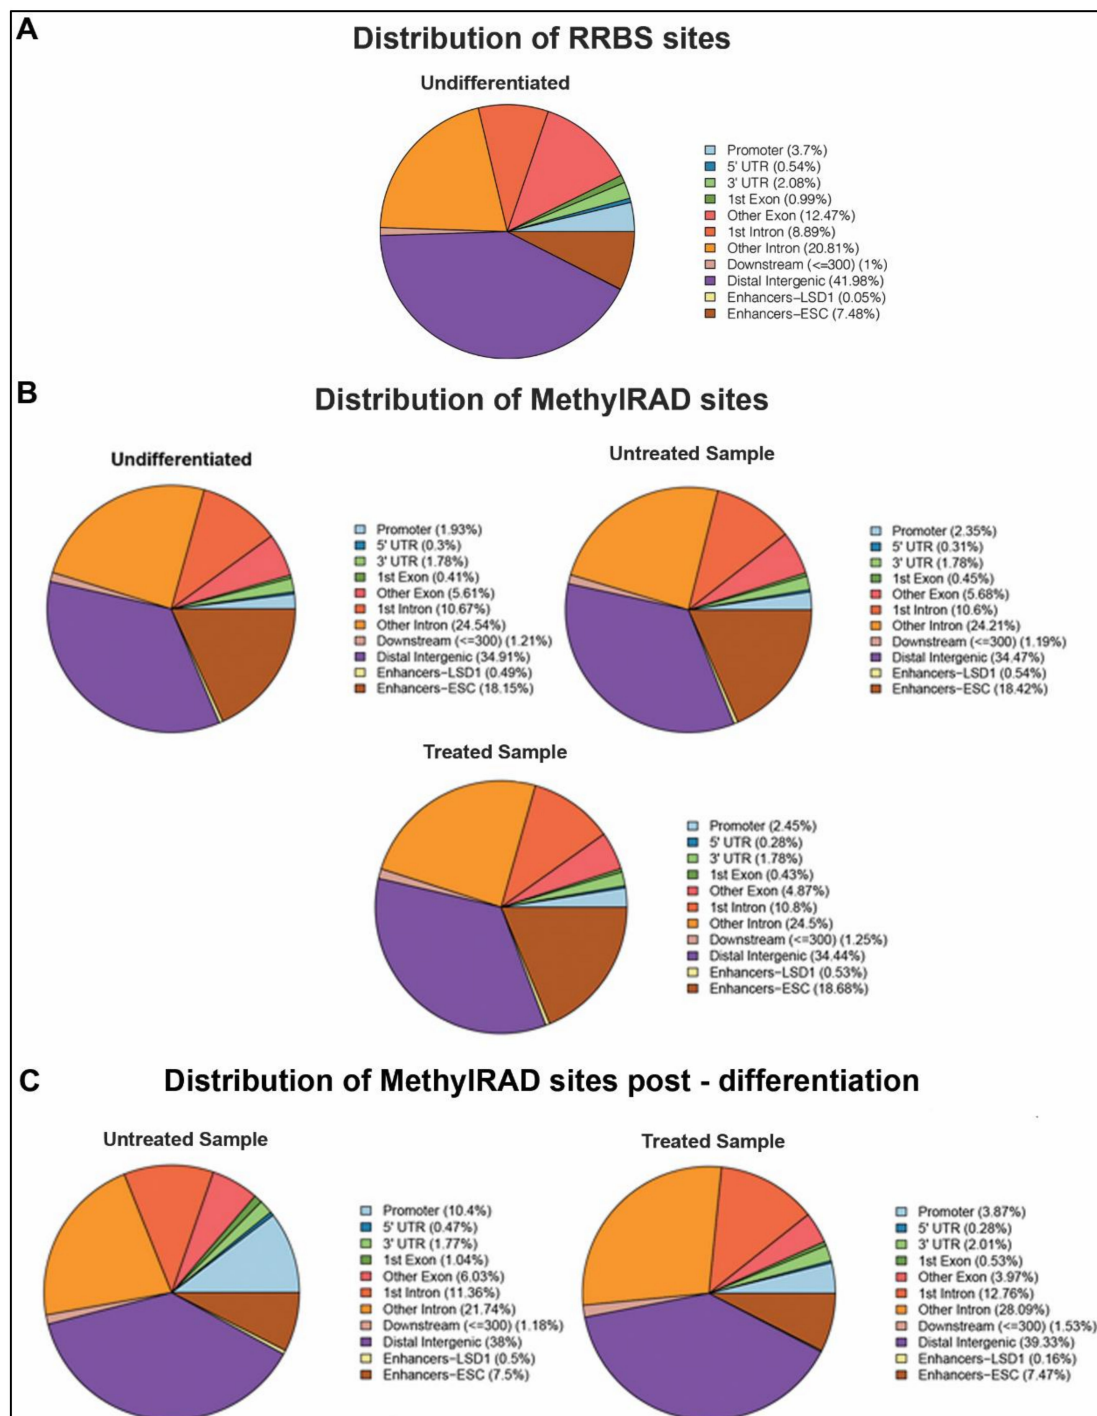 A
Distribution of RRBS sites
Undifferentiated
Promoter (3.7%)
5' UTR (0.54%)
3' UTR (2.08%)
1st Exon (0.99%)
Other Exon (12.47%)
1st Intron (8.89%)
Other Intron (20.81%)
Downstream (<=300) (1%)
Distal Intergenic (41.98%)
Enhancers−LSD1 (0.05%)
Enhancers−ESC (7.48%)
B
Distribution of MethylRAD sites
Undifferentiated
Promoter (1.93%)
5' UTR (0.3%)
3' UTR (1.78%)
1st Exon (0.41%)
Other Exon (5.61%)
1st Intron (10.67%)
Other Intron (24.54%)
Downstream (<=300) (1.21%)
Distal Intergenic (34.91%)
Enhancers−LSD1 (0.49%)
Enhancers−ESC (18.15%)
Untreated Sample
Promoter (2.35%)
5' UTR (0.31%)
3' UTR (1.78%)
1st Exon (0.45%)
Other Exon (5.68%)
1st Intron (10.6%)
Other Intron (24.21%)
Downstream (<=300) (1.19%)
Distal Intergenic (34.47%)
Enhancers−LSD1 (0.54%)
Enhancers−ESC (18.42%)
Treated Sample
Promoter (2.45%)
5' UTR (0.28%)
3' UTR (1.78%)
1st Exon (0.43%)
Other Exon (4.87%)
1st Intron (10.8%)
Other Intron (24.5%)
Downstream (<=300) (1.25%)
Distal Intergenic (34.44%)
Enhancers−LSD1 (0.53%)
Enhancers−ESC (18.68%)
C
Distribution of MethylRAD sites post - differentiation
Untreated Sample
Promoter (10.4%)
5' UTR (0.47%)
3' UTR (1.77%)
1st Exon (1.04%)
Other Exon (6.03%)
1st Intron (11.36%)
Other Intron (21.74%)
Downstream (<=300) (1.18%)
Distal Intergenic (38%)
Enhancers−LSD1 (0.5%)
Enhancers−ESC (7.5%)
Treated Sample
Promoter (3.87%)
5' UTR (0.28%)
3' UTR (2.01%)
1st Exon (0.53%)
Other Exon (3.97%)
1st Intron (12.76%)
Other Intron (28.09%)
Downstream (<=300) (1.53%)
Distal Intergenic (39.33%)
Enhancers−LSD1 (0.16%)
Enhancers−ESC (7.47%)